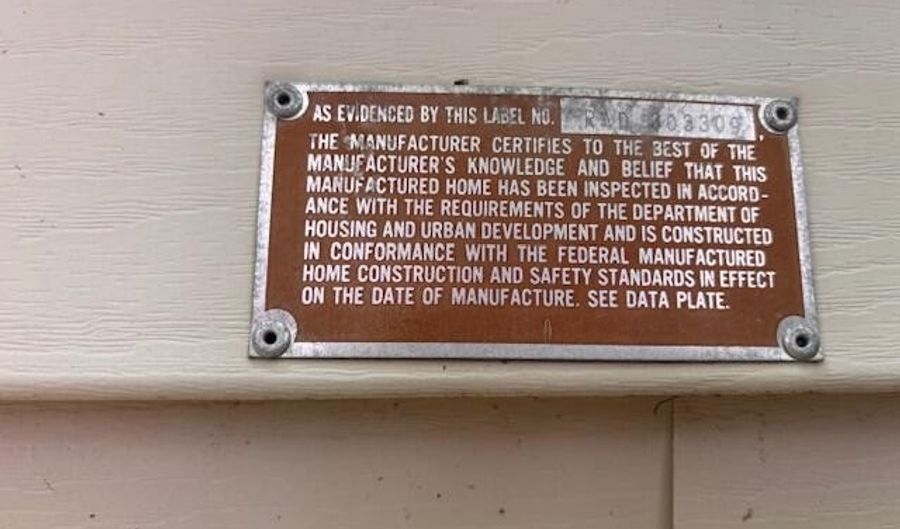 AS EVIDENCED BY THIS LABEL NO.
THE MANUFACTURER CERTIFIES TO THE BEST OF THE
MANUFACTURER'S KNOWLEDGE AND BELIEF THAT THIS
MANUFACTURED HOME HAS BEEN INSPECTED IN ACCORD-
ANCE WITH THE REQUIREMENTS OF THE DEPARTMENT OF
HOUSING AND URBAN DEVELOPMENT AND IS CONSTRUCTED
IN CONFORMANCE WITH THE FEDERAL MANUFACTURED
HOME CONSTRUCTION AND SAFETY STANDARDS IN EFFECT
ON THE DATE OF MANUFACTURE. SEE DATA PLATE.